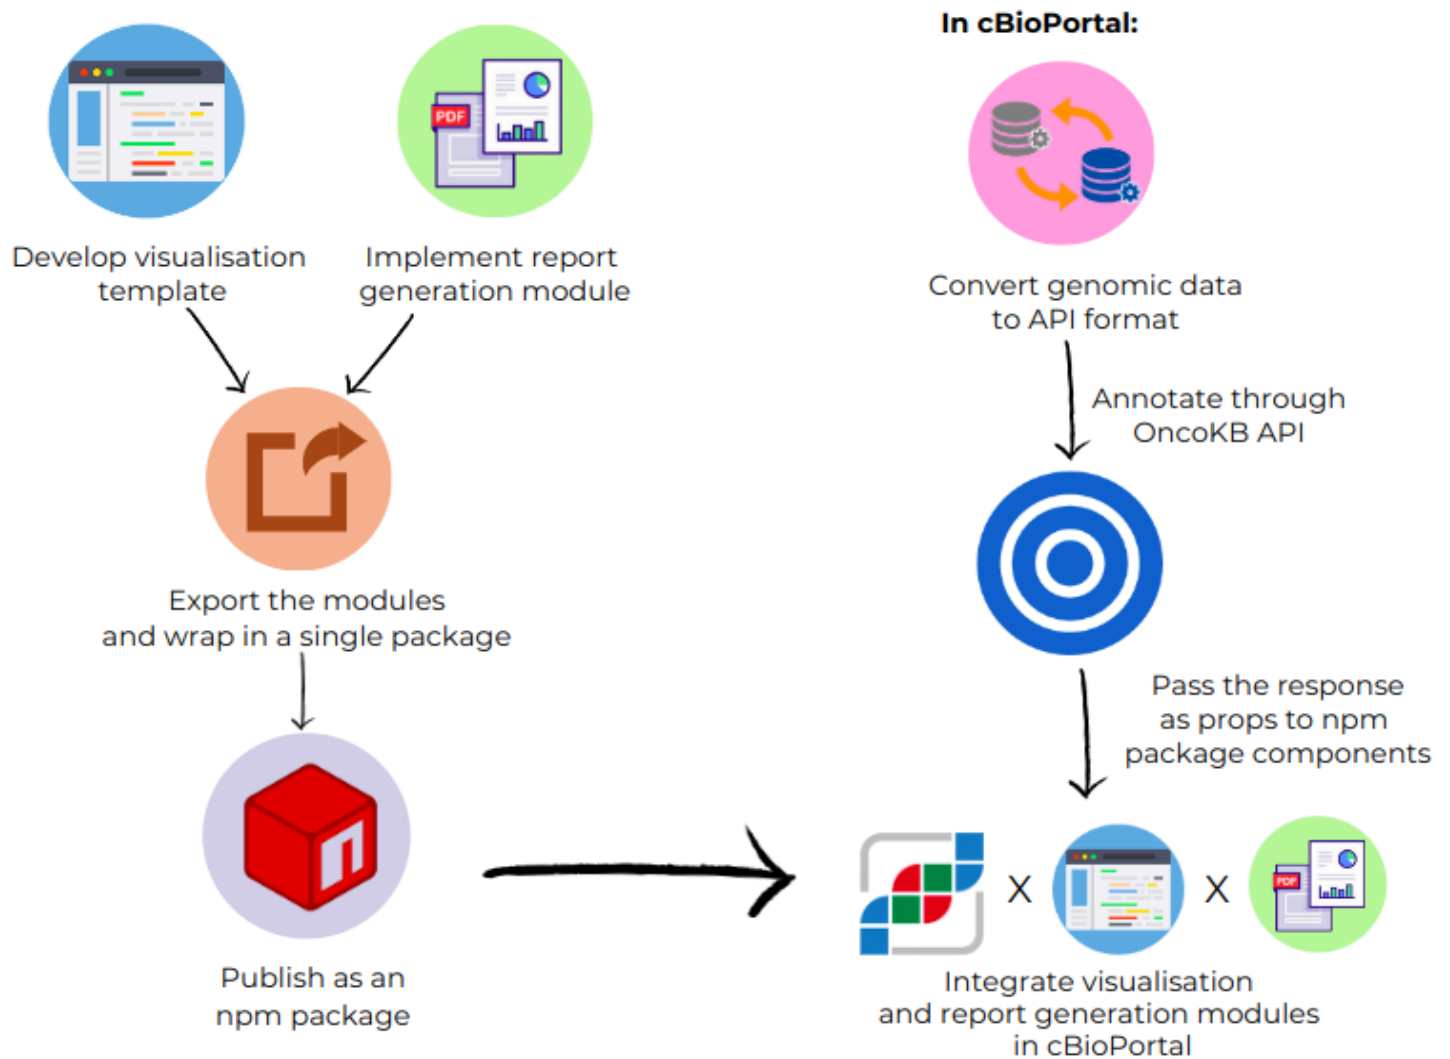 Develop visualisation
template
Implement report
generation module
PDF
Export the modules
and wrap in a single package
Publish as an
npm package
In cBioPortal:
Convert genomic data
to API format
Annotate through
OncoKB API
Pass the response
as props to npm
package components
X
X
PDF
Integrate visualisation
and report generation modules
in cBioPortal